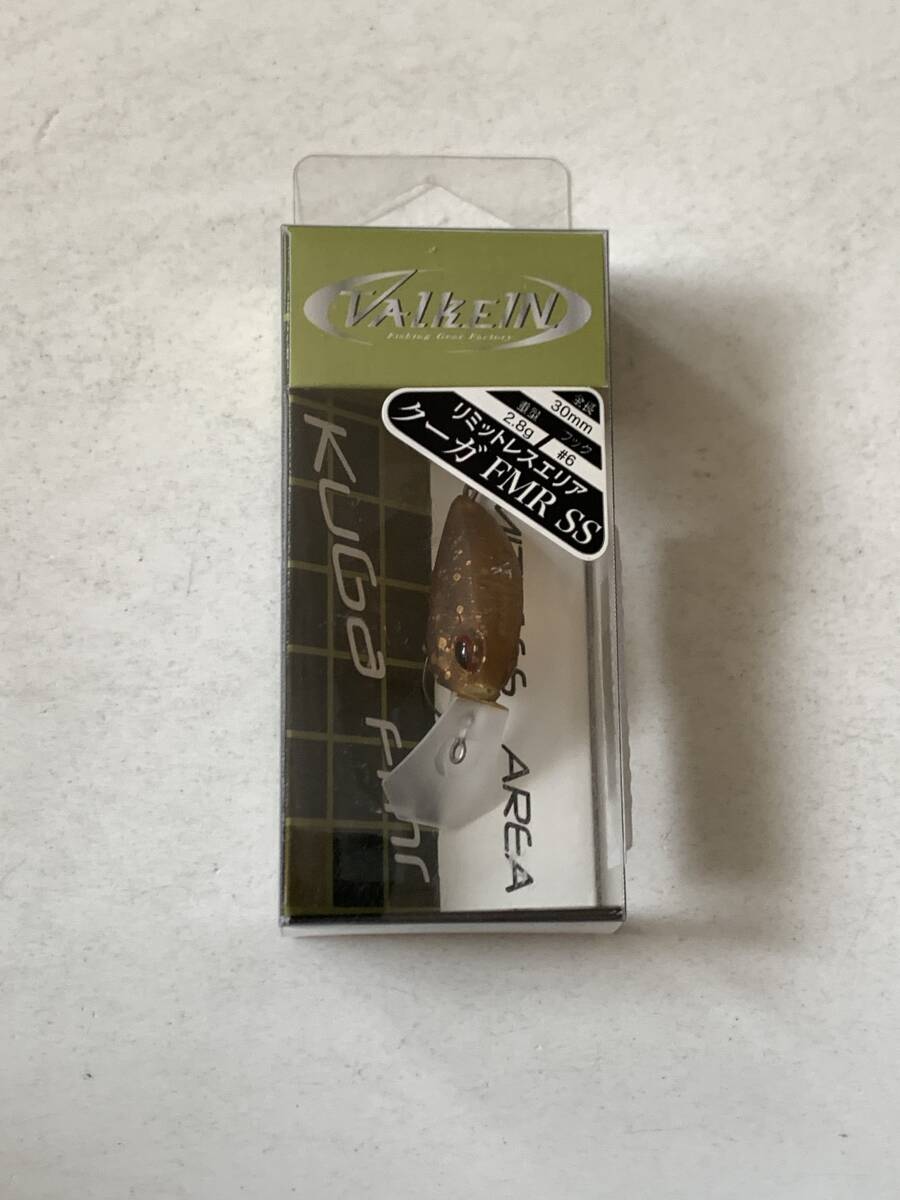 VALKEIN
Fishing Gear Factory
全長
30mm
重量 フック
2.8g #6
リミットレスエリア
クーガ FMR SS
Kuga Fmr
AREA